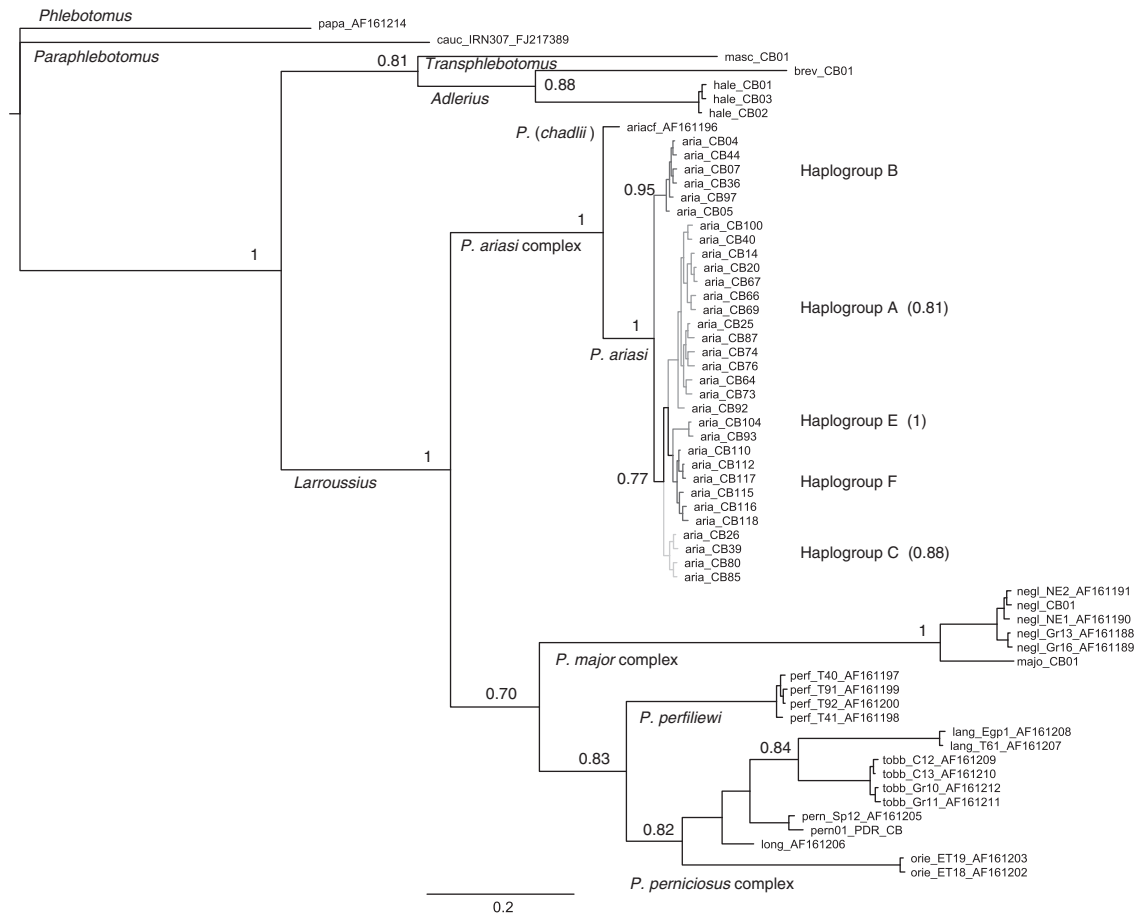 Phlebotomus
papa_AF161214
cauc_IRN307_FJ217389
Paraphlebotomus
masc_CB01
0.81
Transphlebotomus
brev_CB01
0.88
hale_CB01
Adlerius
hale_CB03
hale_CB02
P. (chadlii)
ariacf_AF161196
aria_CB04
aria_CB44
aria_CB07
Haplogroup B
aria_CB36
0.95
aria_CB97
aria_CB05
1
aria_CB100
aria_CB40
P. ariasi complex
1
aria_CB14
aria_CB20
aria_CB67
aria_CB66
Haplogroup A (0.81)
aria_CB69
aria_CB25
1
aria_CB87
aria_CB74
P. ariasi
aria_CB76
aria_CB64
aria_CB73
aria_CB92
aria_CB104
Haplogroup E (1)
aria_CB93
aria_CB110
1
aria_CB112
0.77
aria_CB117
Haplogroup F
Larroussius
aria_CB115
aria_CB116
aria_CB118
aria_CB26
aria_CB39
Haplogroup C (0.88)
aria_CB80
aria_CB85
negl_NE2_AF161191
negl_CB01
negl_NE1_AF161190
1
negl_Gr13_AF161188
negl_Gr16_AF161189
P. major complex
majo_CB01
perf_T40_AF161197
0.70
perf_T91_AF161199
perf_T92_AF161200
P. perfiliewi
perf_T41_AF161198
lang_Egp1_AF161208
0.84
lang_T61_AF161207
0.83
tobb_C12_AF161209
tobb_C13_AF161210
tobb_Gr10_AF161212
tobb_Gr11_AF161211
pern_Sp12_AF161205
0.82
pern01_PDR_CB
long_AF161206
orie_ET19_AF161203
orie_ET18_AF161202
P. perniciosus complex
0.2